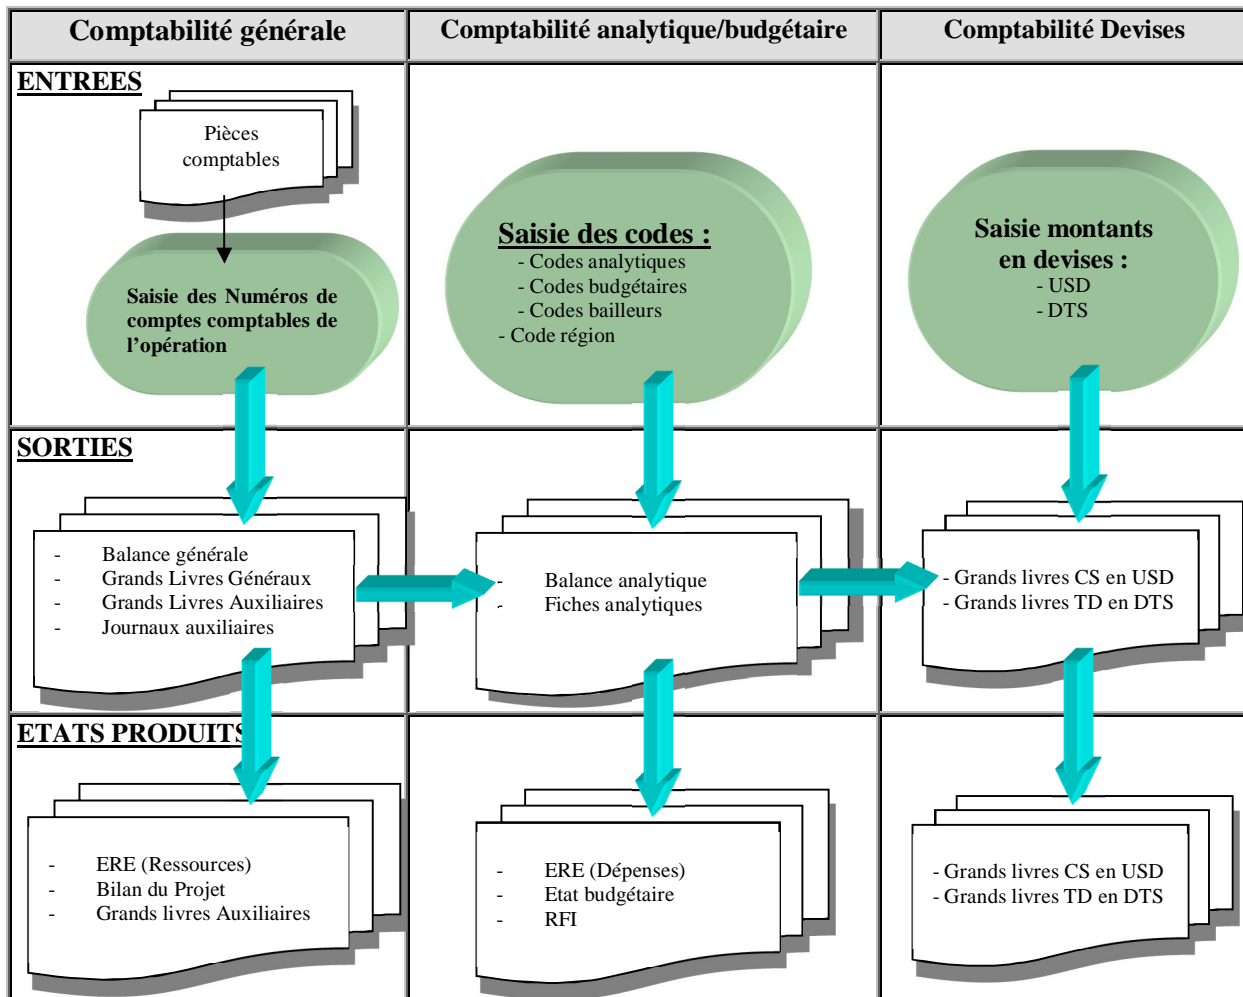 Comptabilité générale
Comptabilité analytique/budgétaire
Comptabilité Devises
ENTREES
Pièces
comptables
Saisie des Numéros de
comptes comptables de
l’opération
Saisie des codes :
- Codes analytiques
- Codes budgétaires
- Codes bailleurs
- Code région
Saisie montants
en devises :
- USD
- DTS
SORTIES
- Balance générale
- Grands Livres Généraux
- Grands Livres Auxiliaires
- Journaux auxiliaires
- Balance analytique
- Fiches analytiques
- Grands livres CS en USD
- Grands livres TD en DTS
ETATS PRODUITS
- ERE (Ressources)
- Bilan du Projet
- Grands livres Auxiliaires
- ERE (Dépenses)
- Etat budgétaire
- RFI
- Grands livres CS en USD
- Grands livres TD en DTS